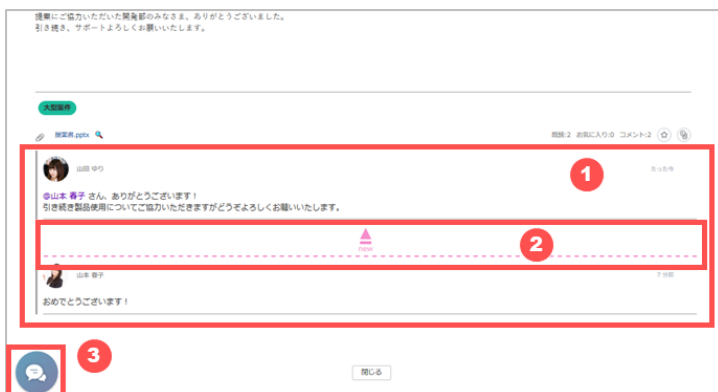 提案にご協力いただいた開発部のみなさま、ありがとうございました。
引き続き、サポートよろしくお願いいたします。
大型案件
提案書.pptx
既読:2 お気に入り:0 コメント:2
1
山田 ゆり
たった今
@山本 春子 さん、ありがとうございます！
引き続き製品使用についてご協力いただきますがどうぞよろしくお願いいたします。
new
2
山本 春子
7 分前
おめでとうございます！
3
閉じる